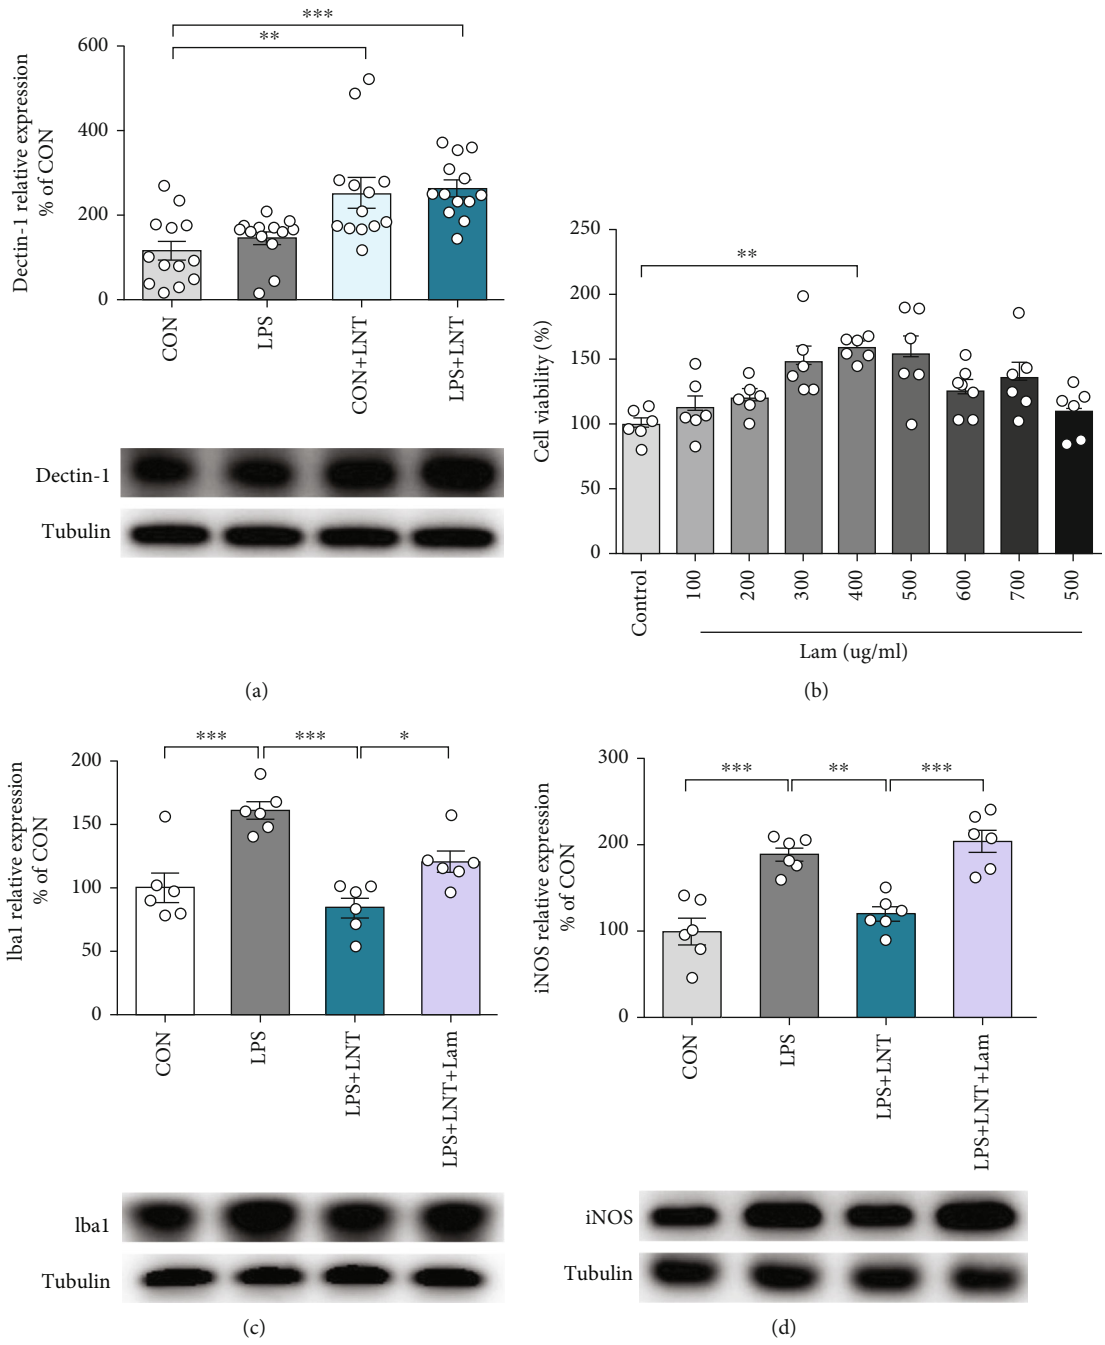 ***
**
600
400
200
0
Dectin-1 relative expression
% of CON
CON
LPS
CON+LNT
LPS+LNT
Dectin-1
Tubulin
(a)
250
200
150
100
50
0
Cell viability (%)
**
Control
100
200
300
400
500
600
700
500
Lam (ug/ml)
(b)
*** *** *
200
150
100
50
0
Iba1 relative expression
% of CON
CON
LPS
LPS+LNT
LPS+LNT+Lam
Iba1
Tubulin
(c)
*** ** ***
300
200
100
0
iNOS relative expression
% of CON
CON
LPS
LPS+LNT
LPS+LNT+Lam
iNOS
Tubulin
(d)